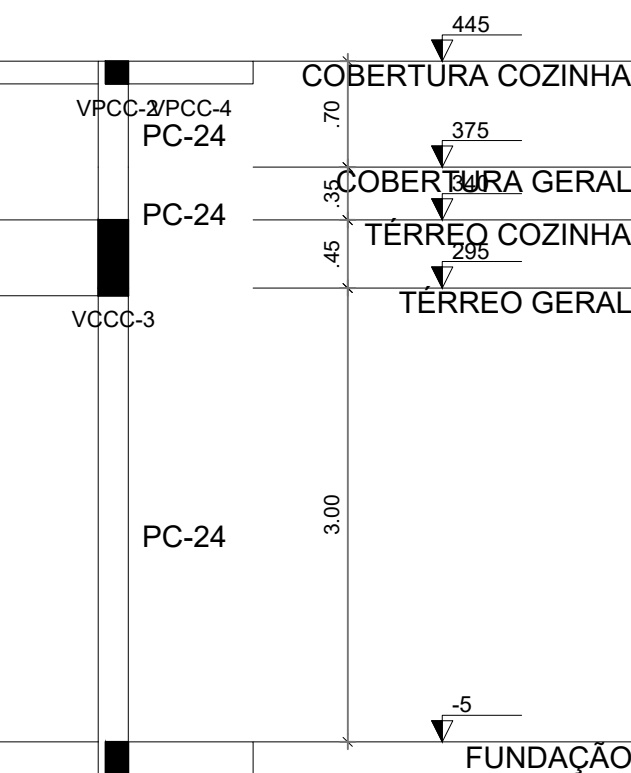 445
COBERTURA COZINHA
VPCC-2 VPCC-4
.70
PC-24
375
COBERTURA GERAL
.35
340
PC-24
TÉRREO COZINHA
.45
295
TÉRREO GERAL
VCCC-3
3.00
PC-24
-5
FUNDAÇÃO